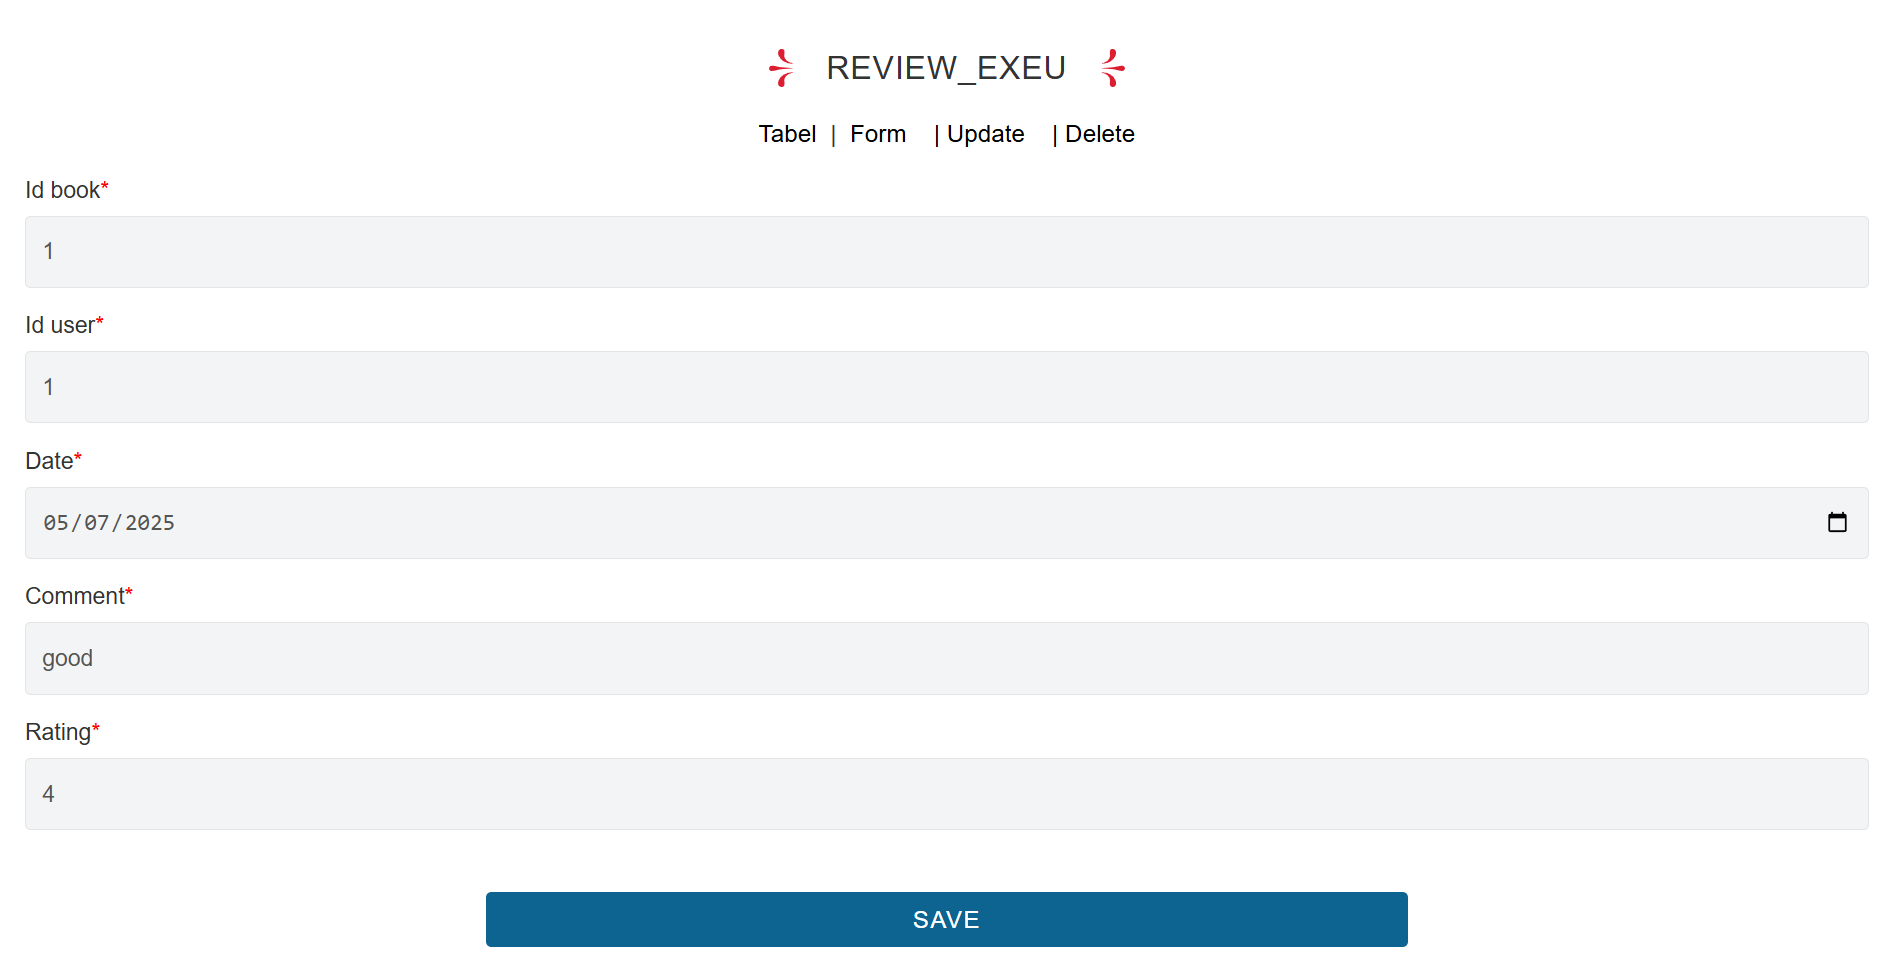 REVIEW_EXEU
Tabel | Form | Update | Delete
Id book*
1
Id user*
1
Date*
05/07/2025
Comment*
good
Rating*
4
SAVE